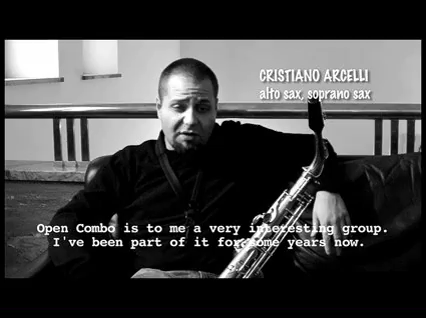 CRISTIANO ARCELLI
alto sax, soprano sax
Open Combo is to me a very interesting group.
I've been part of it for some years now.